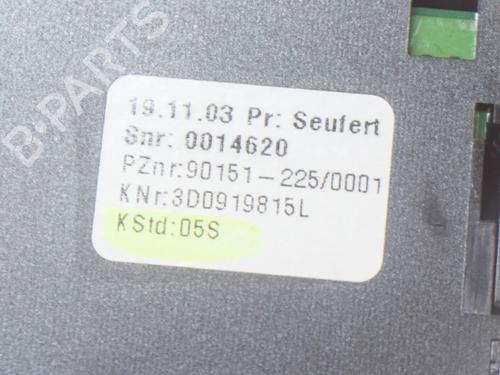 B-PARTS
19.11.03 Pr: Seufert
Snr: 0014620
PZnr:90151-225/0001
KNr:3D0919815L
KStd:05S